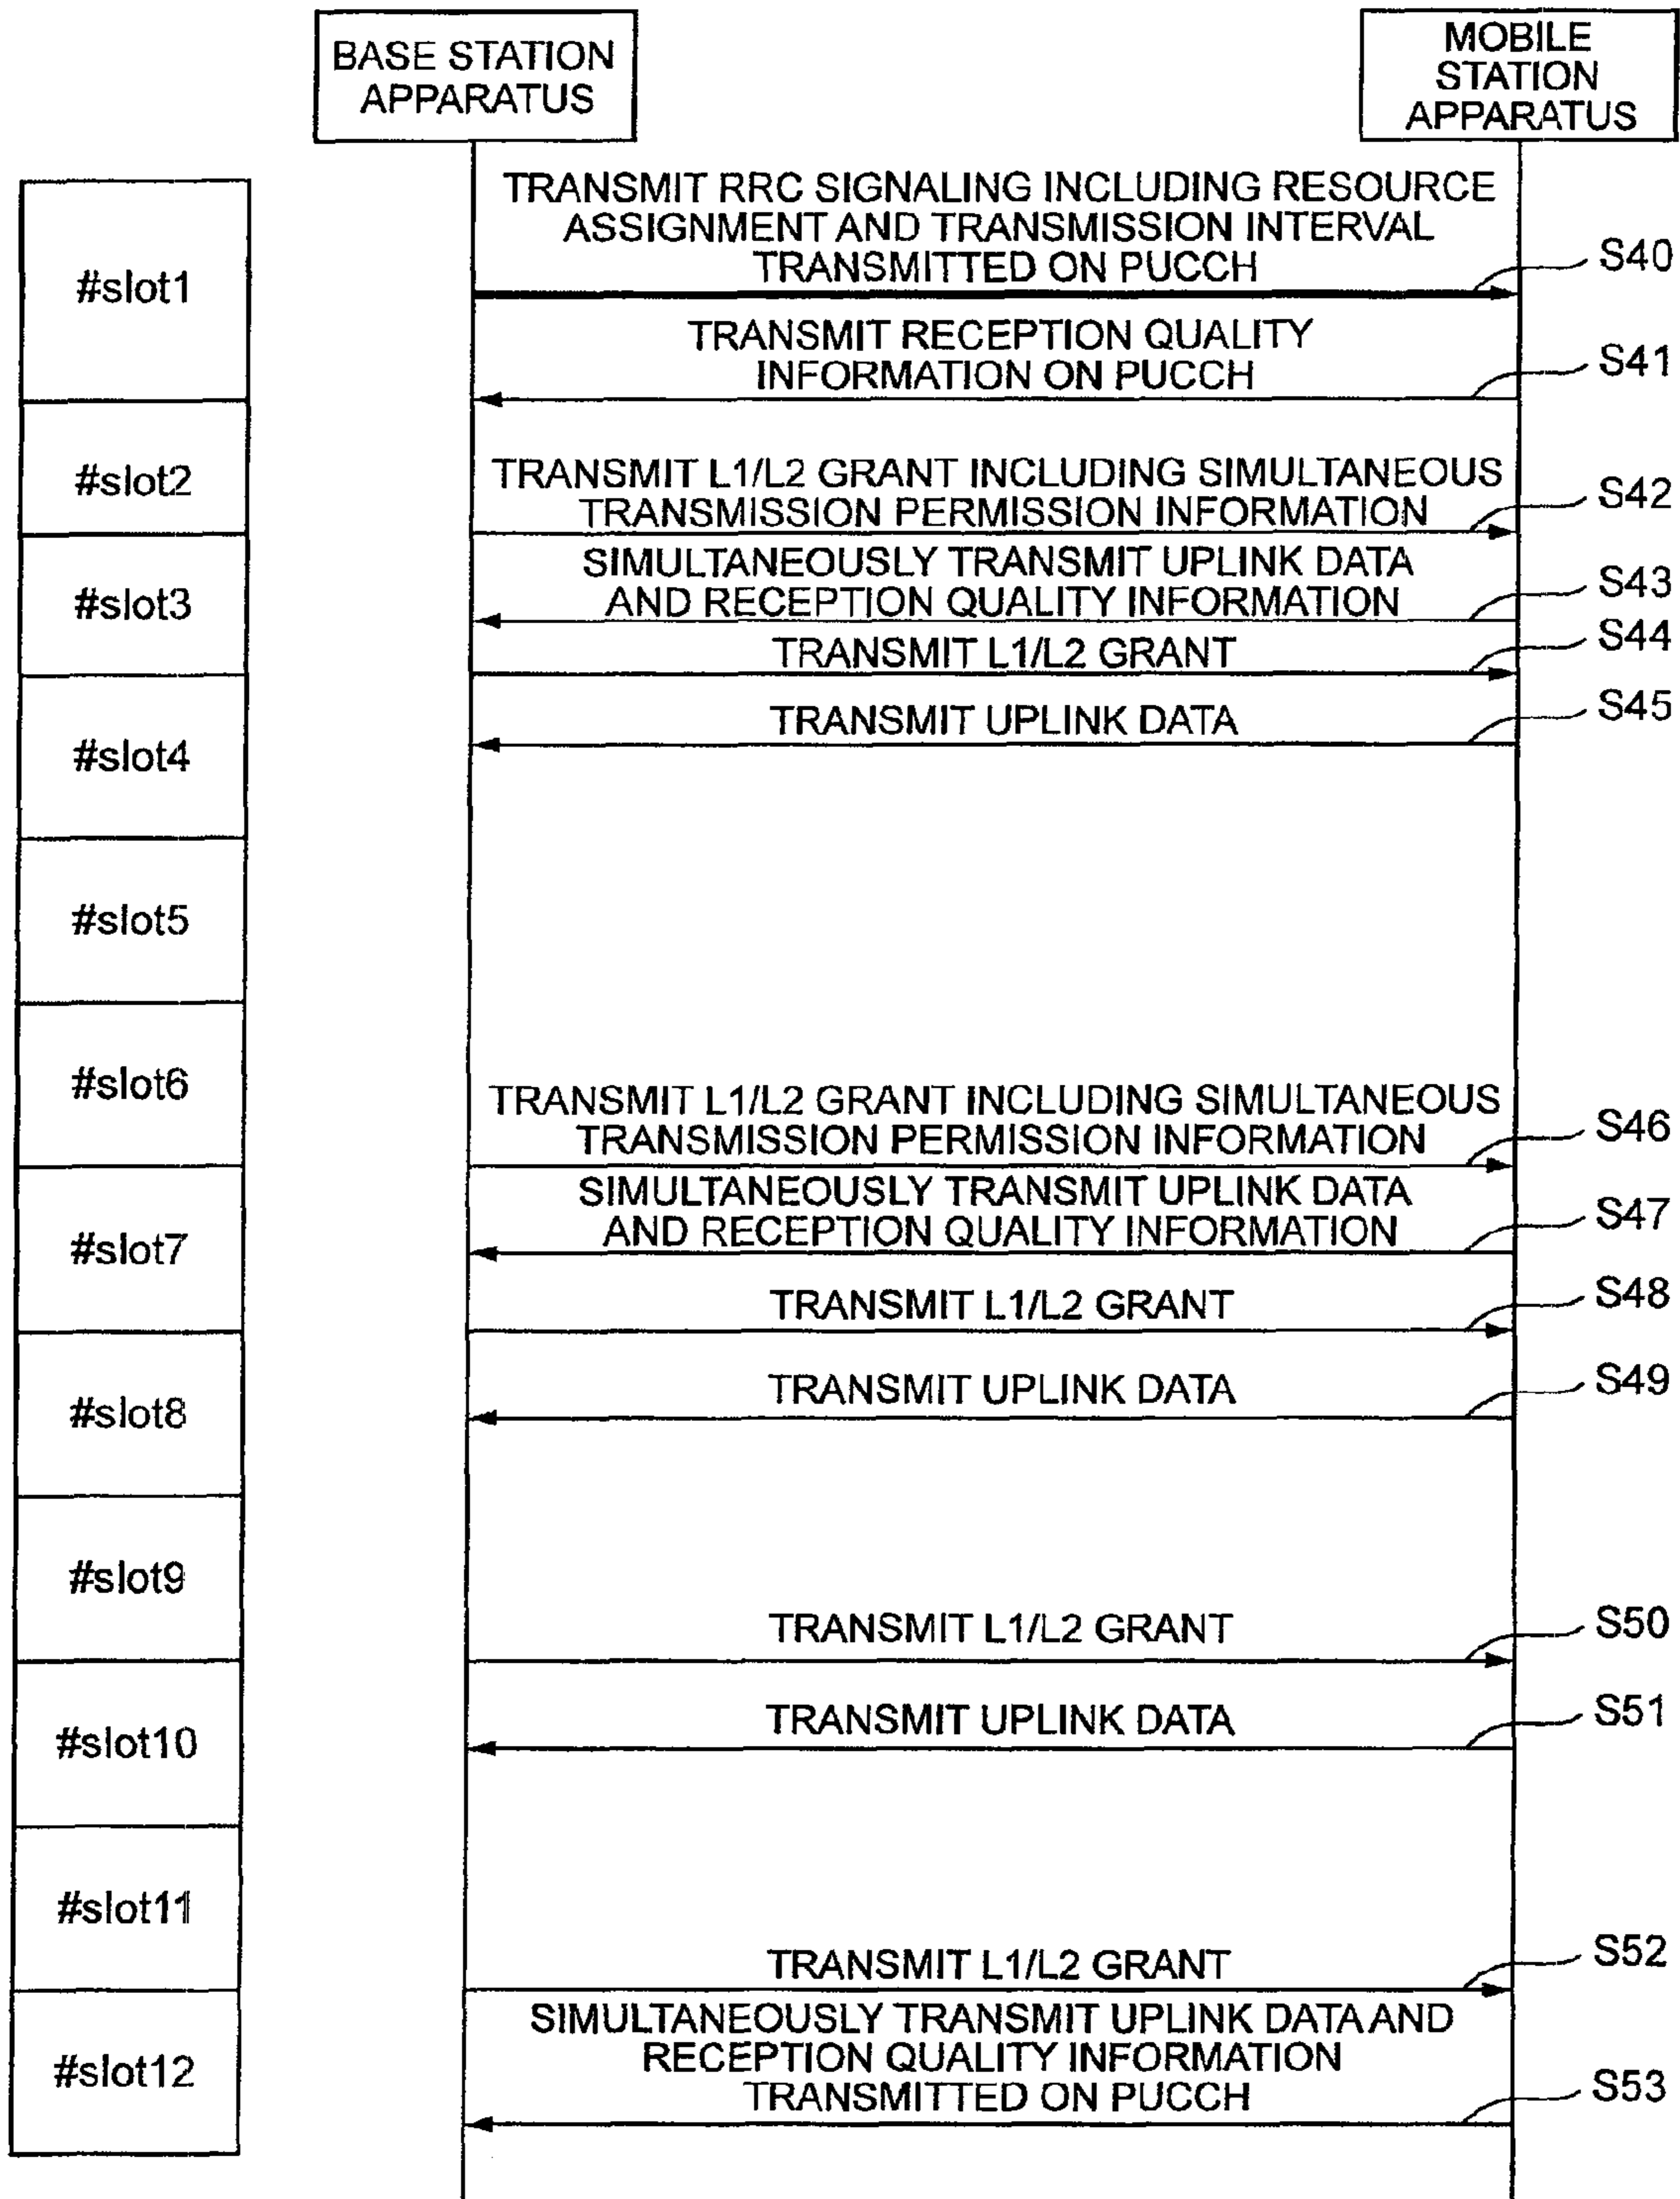 BASE STATION
APPARATUS
MOBILE
STATION
APPARATUS
#slot1
TRANSMIT RRC SIGNALING INCLUDING RESOURCE
ASSIGNMENT AND TRANSMISSION INTERVAL
TRANSMITTED ON PUCCH
S40
TRANSMIT RECEPTION QUALITY
INFORMATION ON PUCCH
S41
#slot2
TRANSMIT L1/L2 GRANT INCLUDING SIMULTANEOUS
TRANSMISSION PERMISSION INFORMATION
S42
#slot3
SIMULTANEOUSLY TRANSMIT UPLINK DATA
AND RECEPTION QUALITY INFORMATION
S43
TRANSMIT L1/L2 GRANT
S44
#slot4
TRANSMIT UPLINK DATA
S45
#slot5
#slot6
TRANSMIT L1/L2 GRANT INCLUDING SIMULTANEOUS
TRANSMISSION PERMISSION INFORMATION
S46
#slot7
SIMULTANEOUSLY TRANSMIT UPLINK DATA
AND RECEPTION QUALITY INFORMATION
S47
TRANSMIT L1/L2 GRANT
S48
#slot8
TRANSMIT UPLINK DATA
S49
#slot9
TRANSMIT L1/L2 GRANT
S50
#slot10
TRANSMIT UPLINK DATA
S51
#slot11
TRANSMIT L1/L2 GRANT
S52
#slot12
SIMULTANEOUSLY TRANSMIT UPLINK DATA AND
RECEPTION QUALITY INFORMATION
TRANSMITTED ON PUCCH
S53